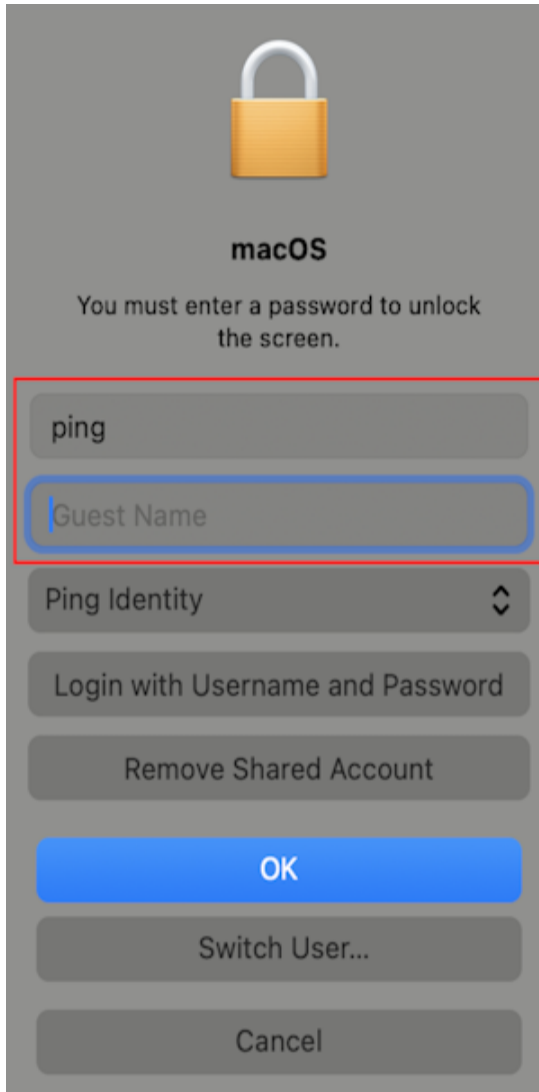 macOS
You must enter a password to unlock
the screen.
ping
Guest Name
Ping Identity
Login with Username and Password
Remove Shared Account
OK
Switch User...
Cancel